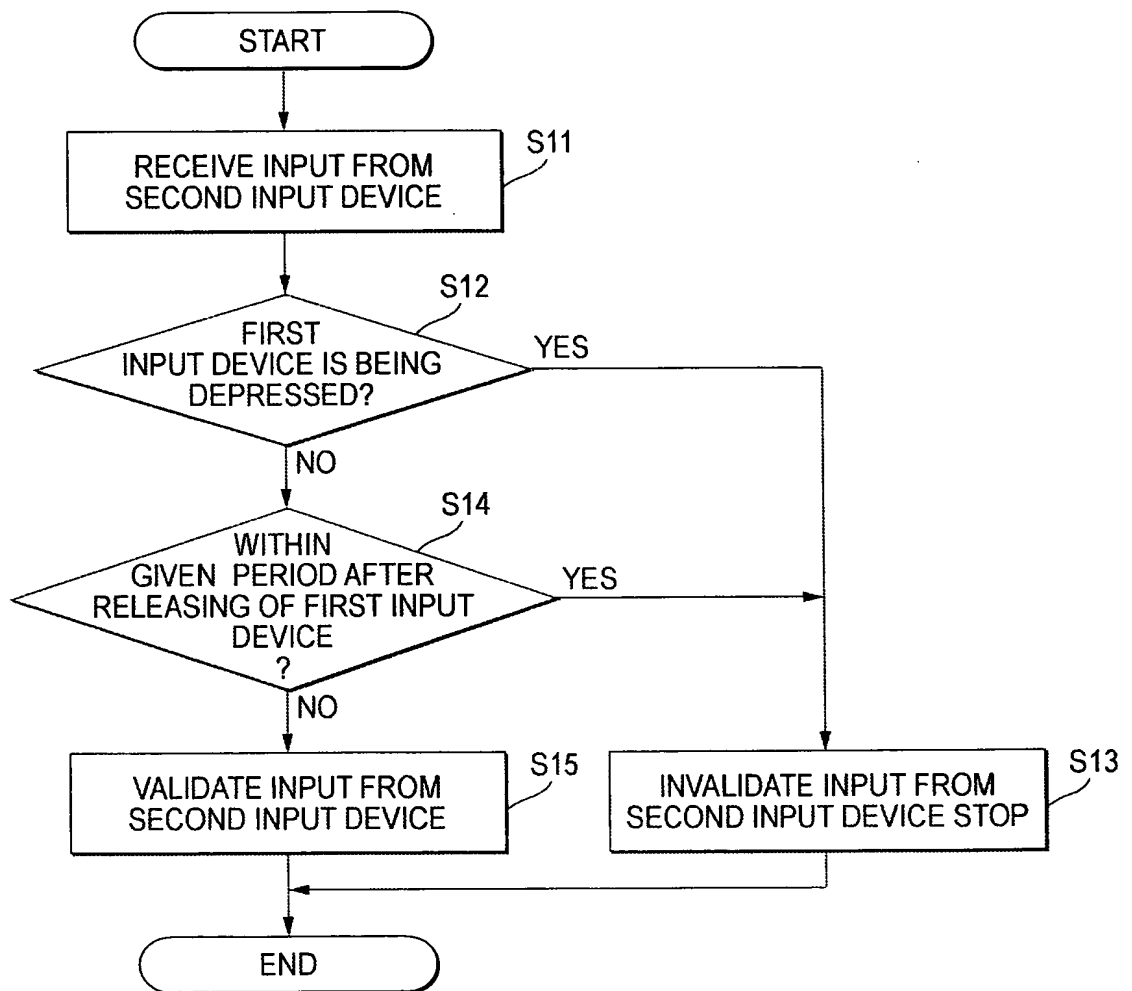 START
S11
RECEIVE INPUT FROM
SECOND INPUT DEVICE
S12
FIRST
INPUT DEVICE IS BEING
DEPRESSED?
YES
NO
S14
WITHIN
GIVEN PERIOD AFTER
RELEASING OF FIRST INPUT
DEVICE
?
YES
NO
S15
VALIDATE INPUT FROM
SECOND INPUT DEVICE
S13
INVALIDATE INPUT FROM
SECOND INPUT DEVICE STOP
END